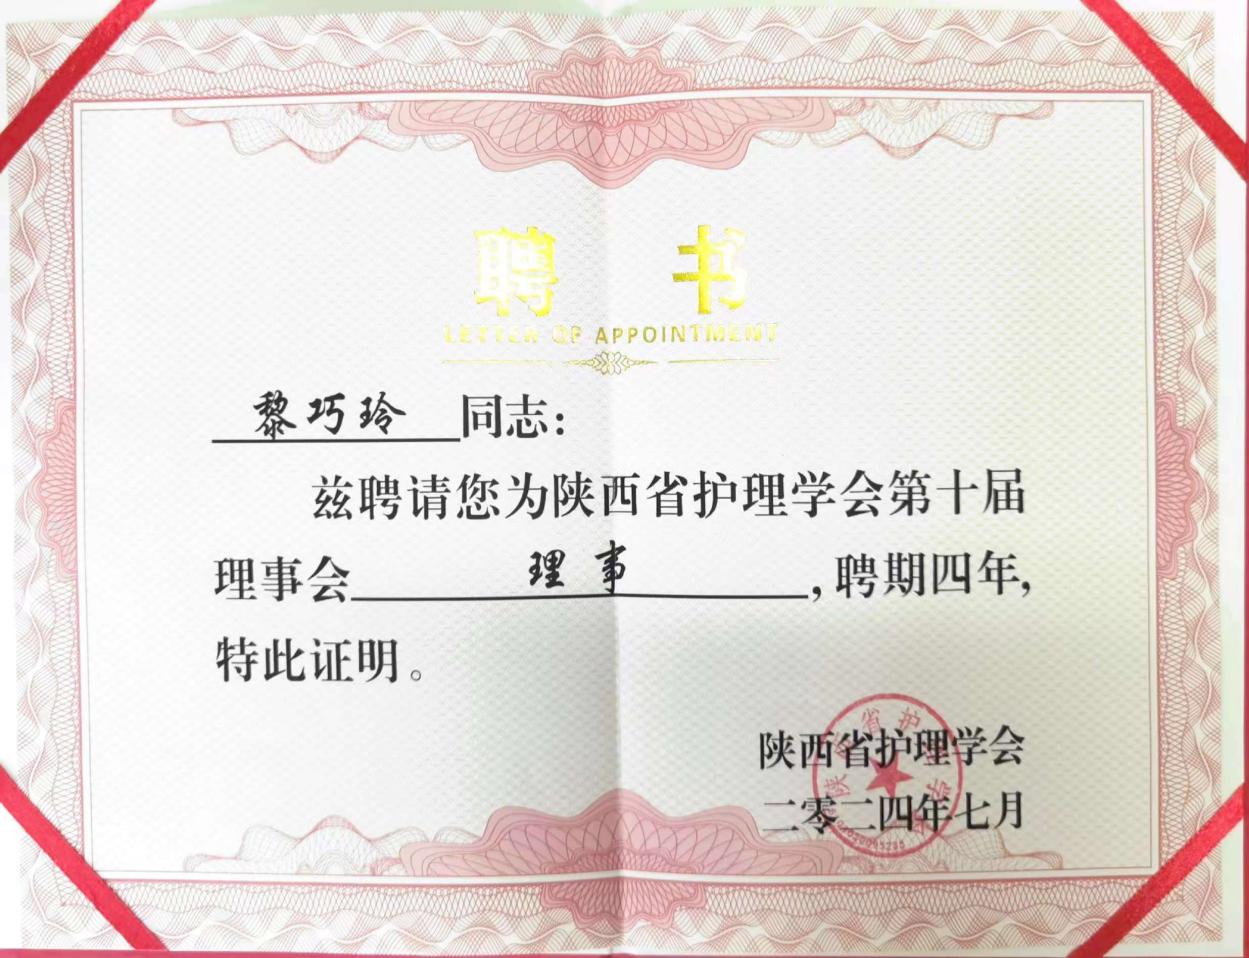 聘 书
LETTER OF APPOINTMENT
黎巧玲 同志：
兹聘请您为陕西省护理学会第十届
理事会 理事 ，聘期四年，
特此证明。
陕西省护理学会
二零二四年七月